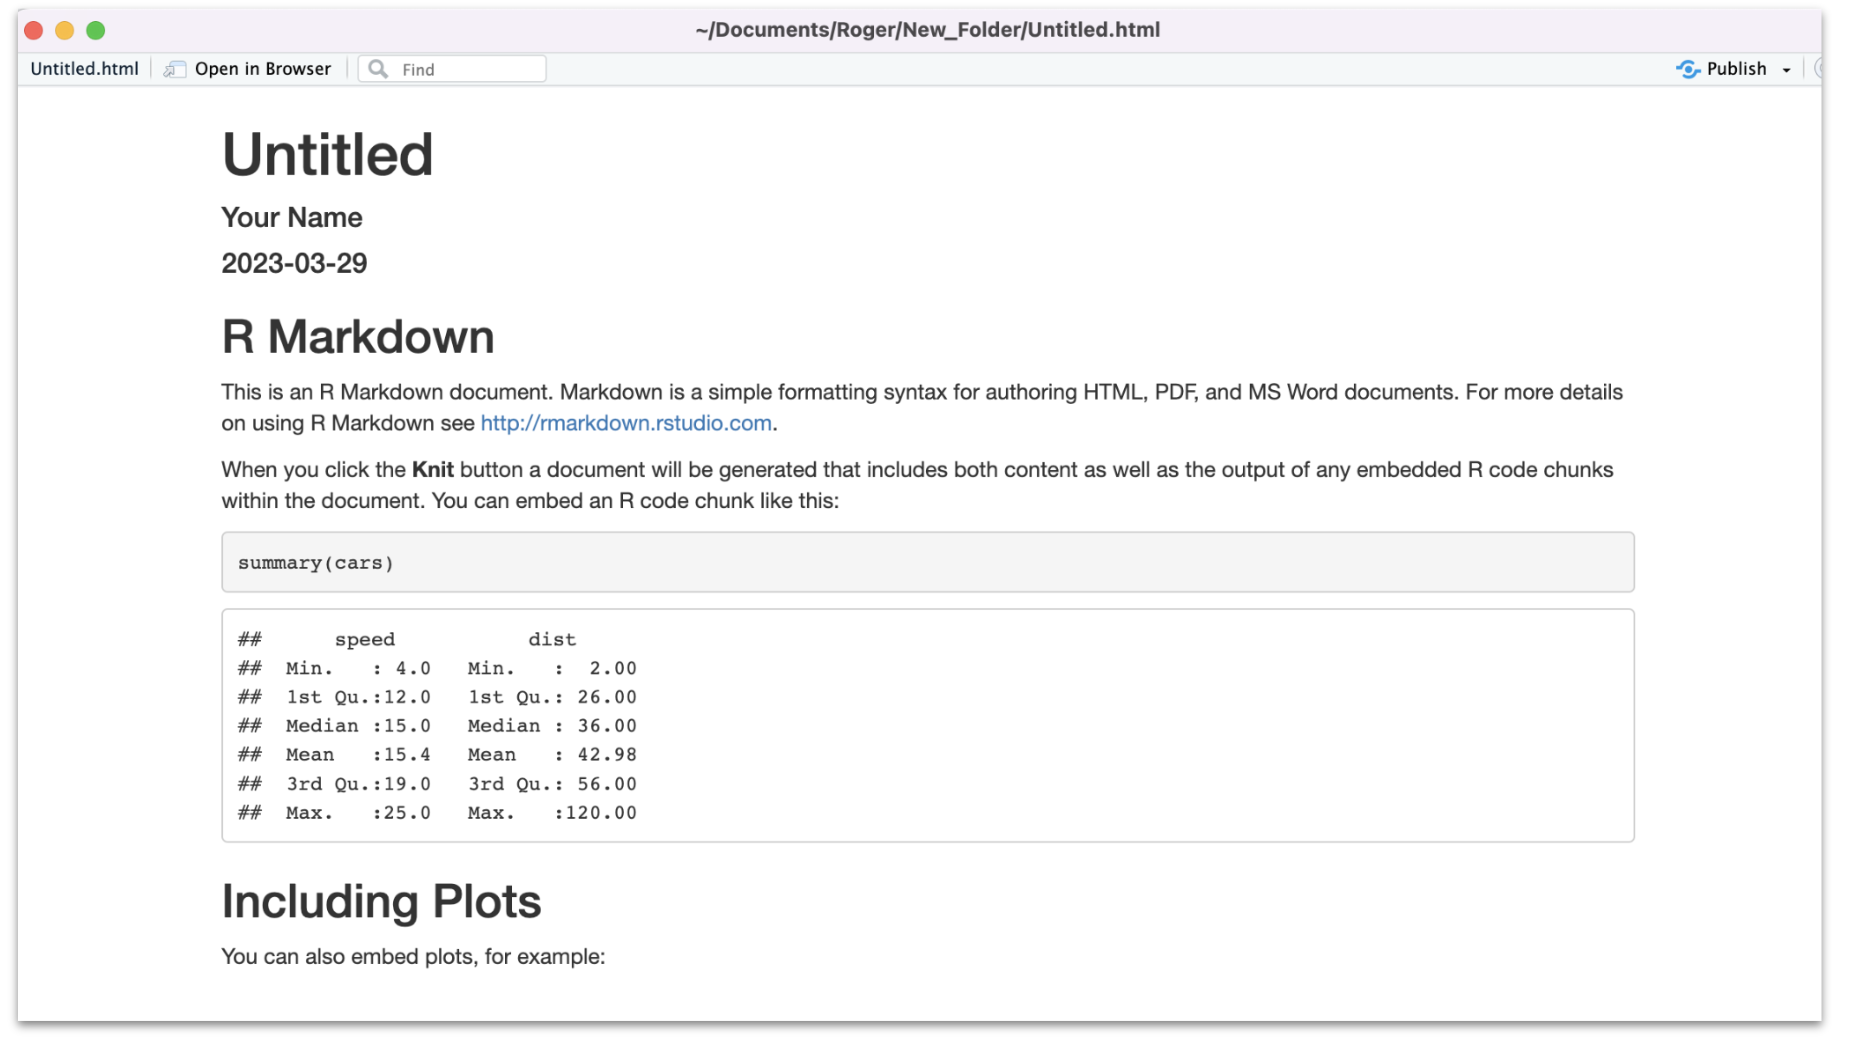 ~/Documents/Roger/New_Folder/Untitled.html
Untitled.html Open in Browser Find Publish
Untitled
Your Name
2023-03-29
R Markdown
This is an R Markdown document. Markdown is a simple formatting syntax for authoring HTML, PDF, and MS Word documents. For more details
on using R Markdown see http://rmarkdown.rstudio.com.
When you click the Knit button a document will be generated that includes both content as well as the output of any embedded R code chunks
within the document. You can embed an R code chunk like this:
summary(cars)
##      speed           dist
##  Min.   : 4.0   Min.   :  2.00
##  1st Qu.:12.0   1st Qu.: 26.00
##  Median :15.0   Median : 36.00
##  Mean   :15.4   Mean   : 42.98
##  3rd Qu.:19.0   3rd Qu.: 56.00
##  Max.   :25.0   Max.   :120.00
Including Plots
You can also embed plots, for example: